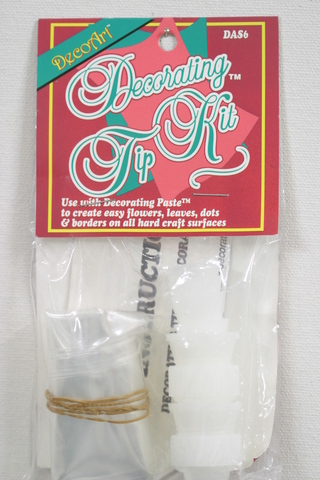 DecoArt
DAS6
Decorating™
Tip Kit
Use with Decorating Paste™
to create easy flowers, leaves, dots
& borders on all hard craft surfaces